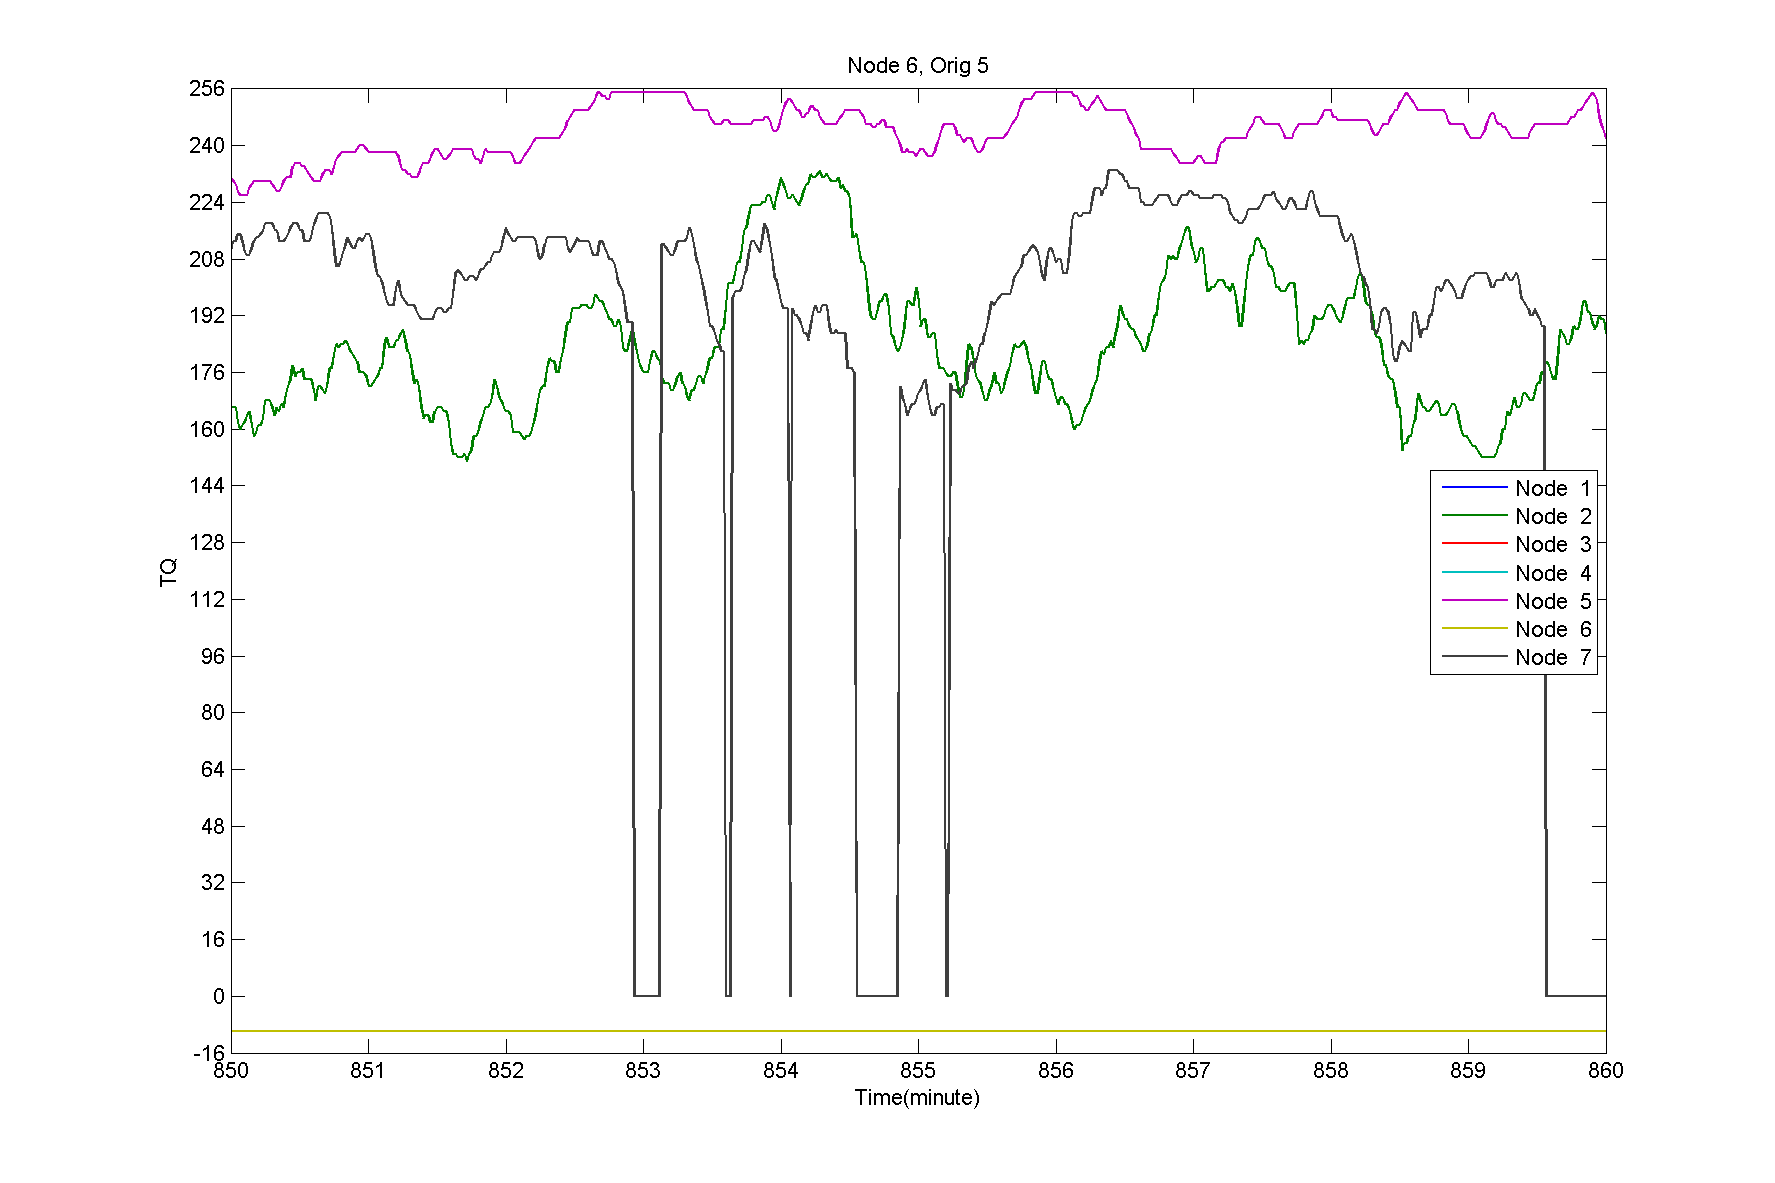 Node 6, Orig 5
256
240
224
208
192
176
160
144
128
112
96
80
64
48
32
16
0
-16
TQ
Node 1
Node 2
Node 3
Node 4
Node 5
Node 6
Node 7
850 851 852 853 854 855 856 857 858 859 860
Time(minute)